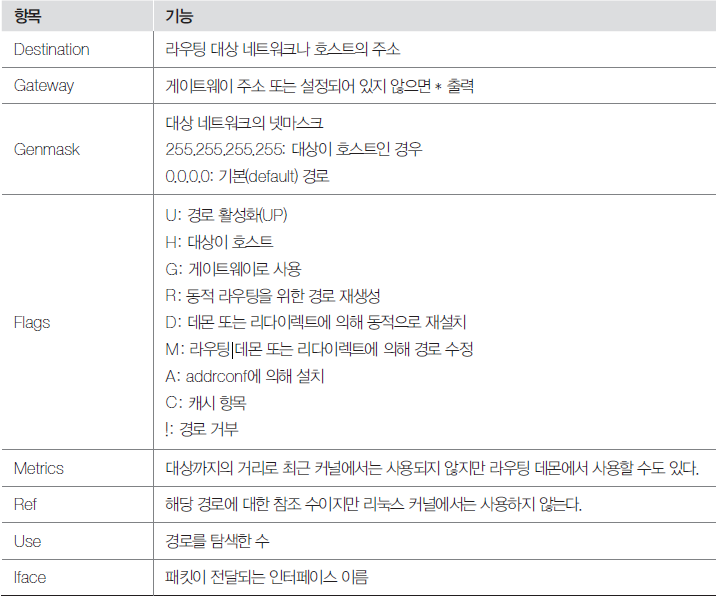 항목 기능
Destination 라우팅 대상 네트워크나 호스트의 주소
Gateway 게이트웨이 주소 또는 설정되어 있지 않으면 * 출력
Genmask 대상 네트워크의 넷마스크
255.255.255.255: 대상이 호스트인 경우
0.0.0.0: 기본(default) 경로
Flags U: 경로 활성화(UP)
H: 대상이 호스트
G: 게이트웨이로 사용
R: 동적 라우팅을 위한 경로 재생성
D: 데몬 또는 리다이렉트에 의해 동적으로 재설치
M: 라우팅|데몬 또는 리다이렉트에 의해 경로 수정
A: addrconf에 의해 설치
C: 캐시 항목
!: 경로 거부
Metrics 대상까지의 거리로 최근 커널에서는 사용되지 않지만 라우팅 데몬에서 사용할 수도 있다.
Ref 해당 경로에 대한 참조 수이지만 리눅스 커널에서는 사용하지 않는다.
Use 경로를 탐색한 수
Iface 패킷이 전달되는 인터페이스 이름